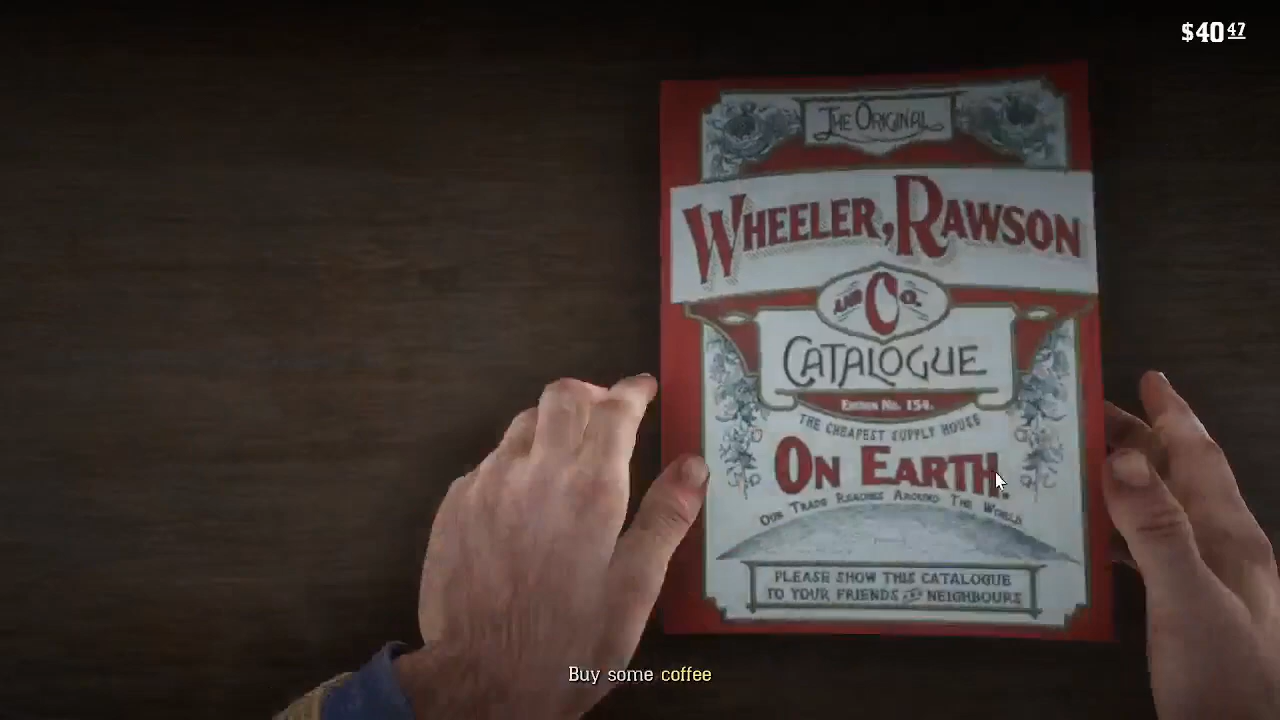 $40 47
THE ORIGINAL
WHEELER, RAWSON
AND CO.
CATALOGUE
EDITION NO. 154.
THE CHEAPEST SUPPLY HOUSE
ON EARTH.
OUR TRADE REACHES AROUND THE WORLD.
PLEASE SHOW THIS CATALOGUE
TO YOUR FRIENDS AND NEIGHBOURS
Buy some coffee